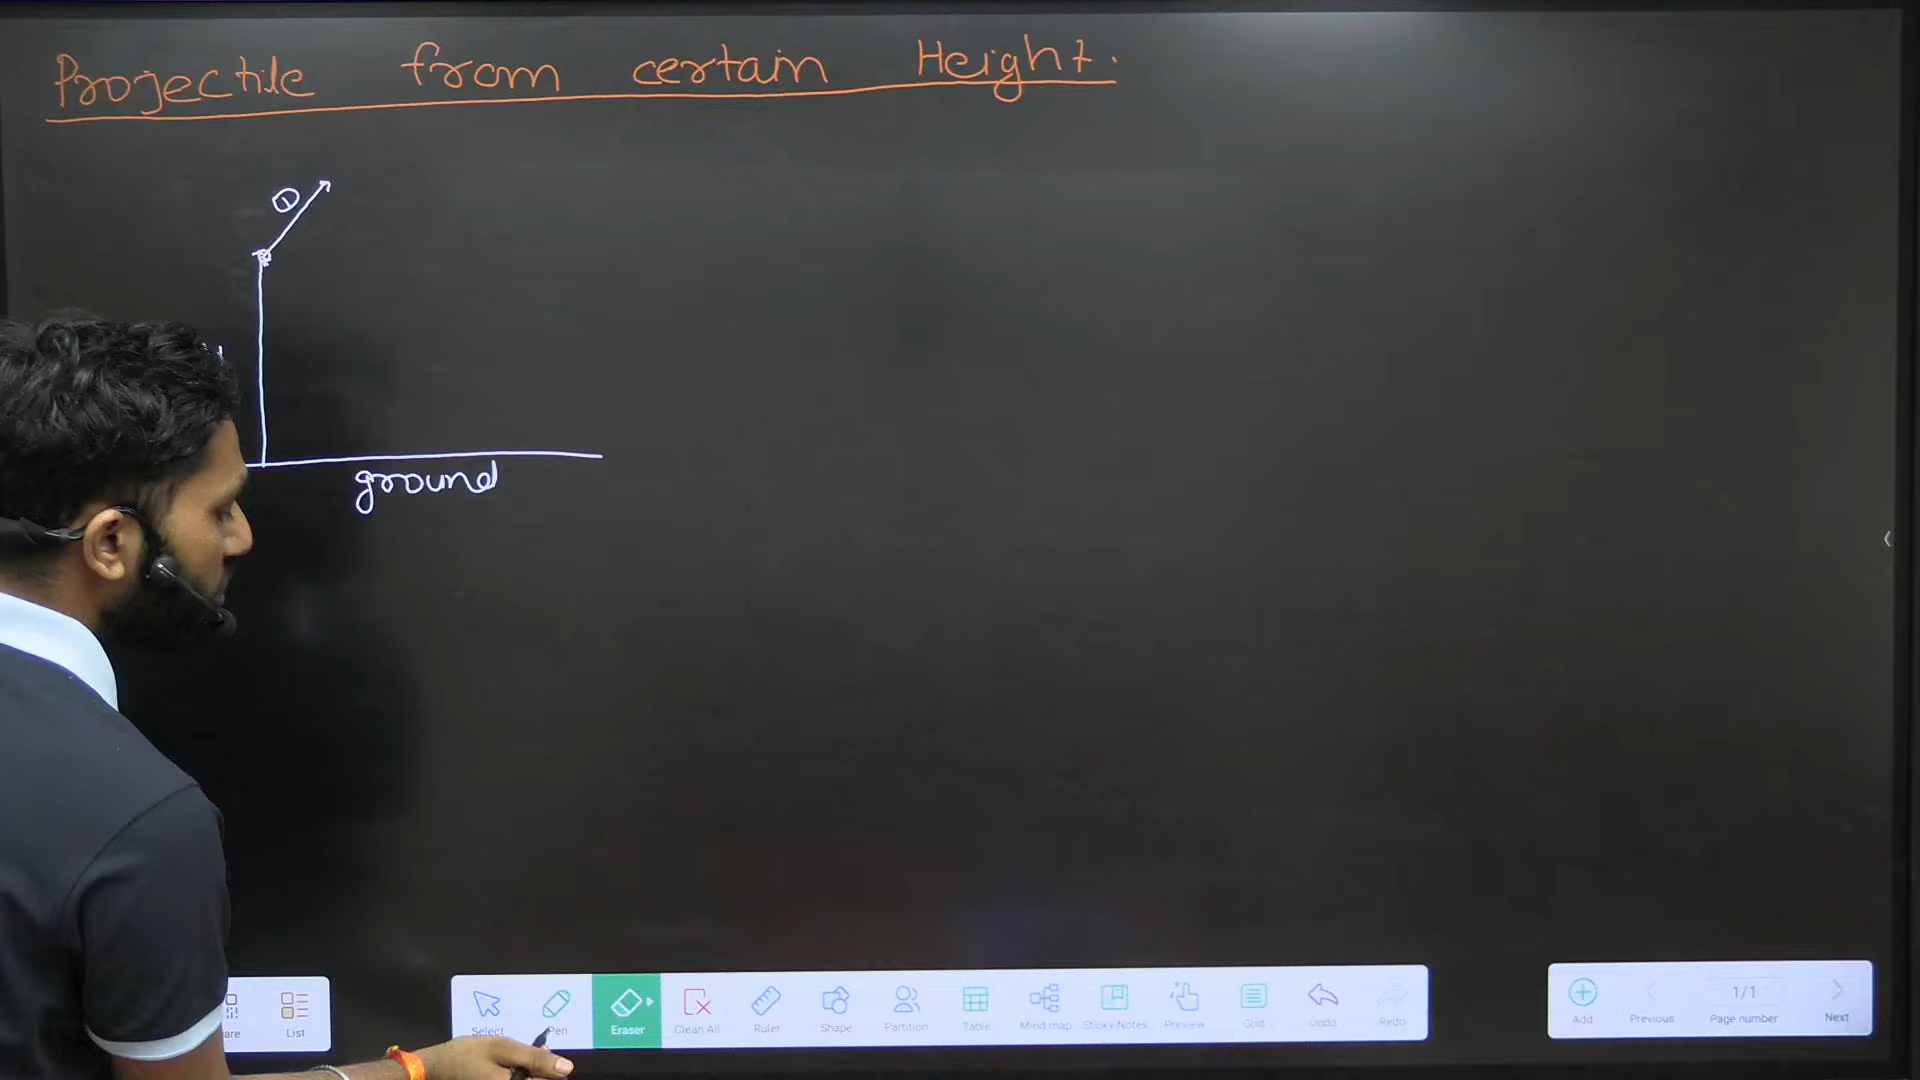 Projectile from certain Height.
①
ground
List
Select Pen Eraser Clean All Ruler Shape Partition Table Mind map Sticky Notes Preview Grid Undo Redo
1/1
Add Previous Page number Next